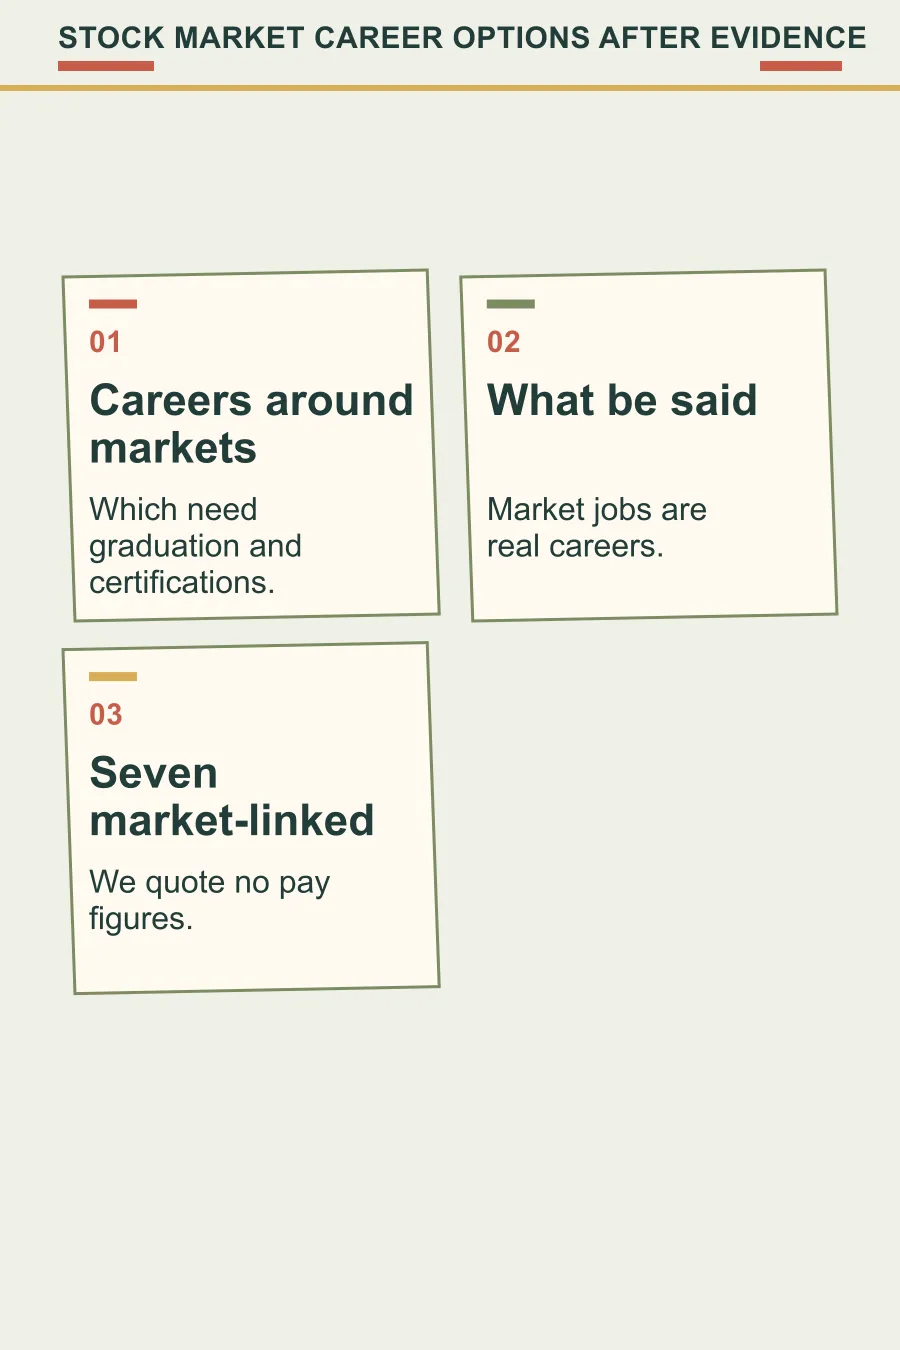 STOCK MARKET CAREER OPTIONS AFTER EVIDENCE
01
Careers around
markets
Which need
graduation and
certifications.
02
What be said
Market jobs are
real careers.
03
Seven
market-linked
We quote no pay
figures.